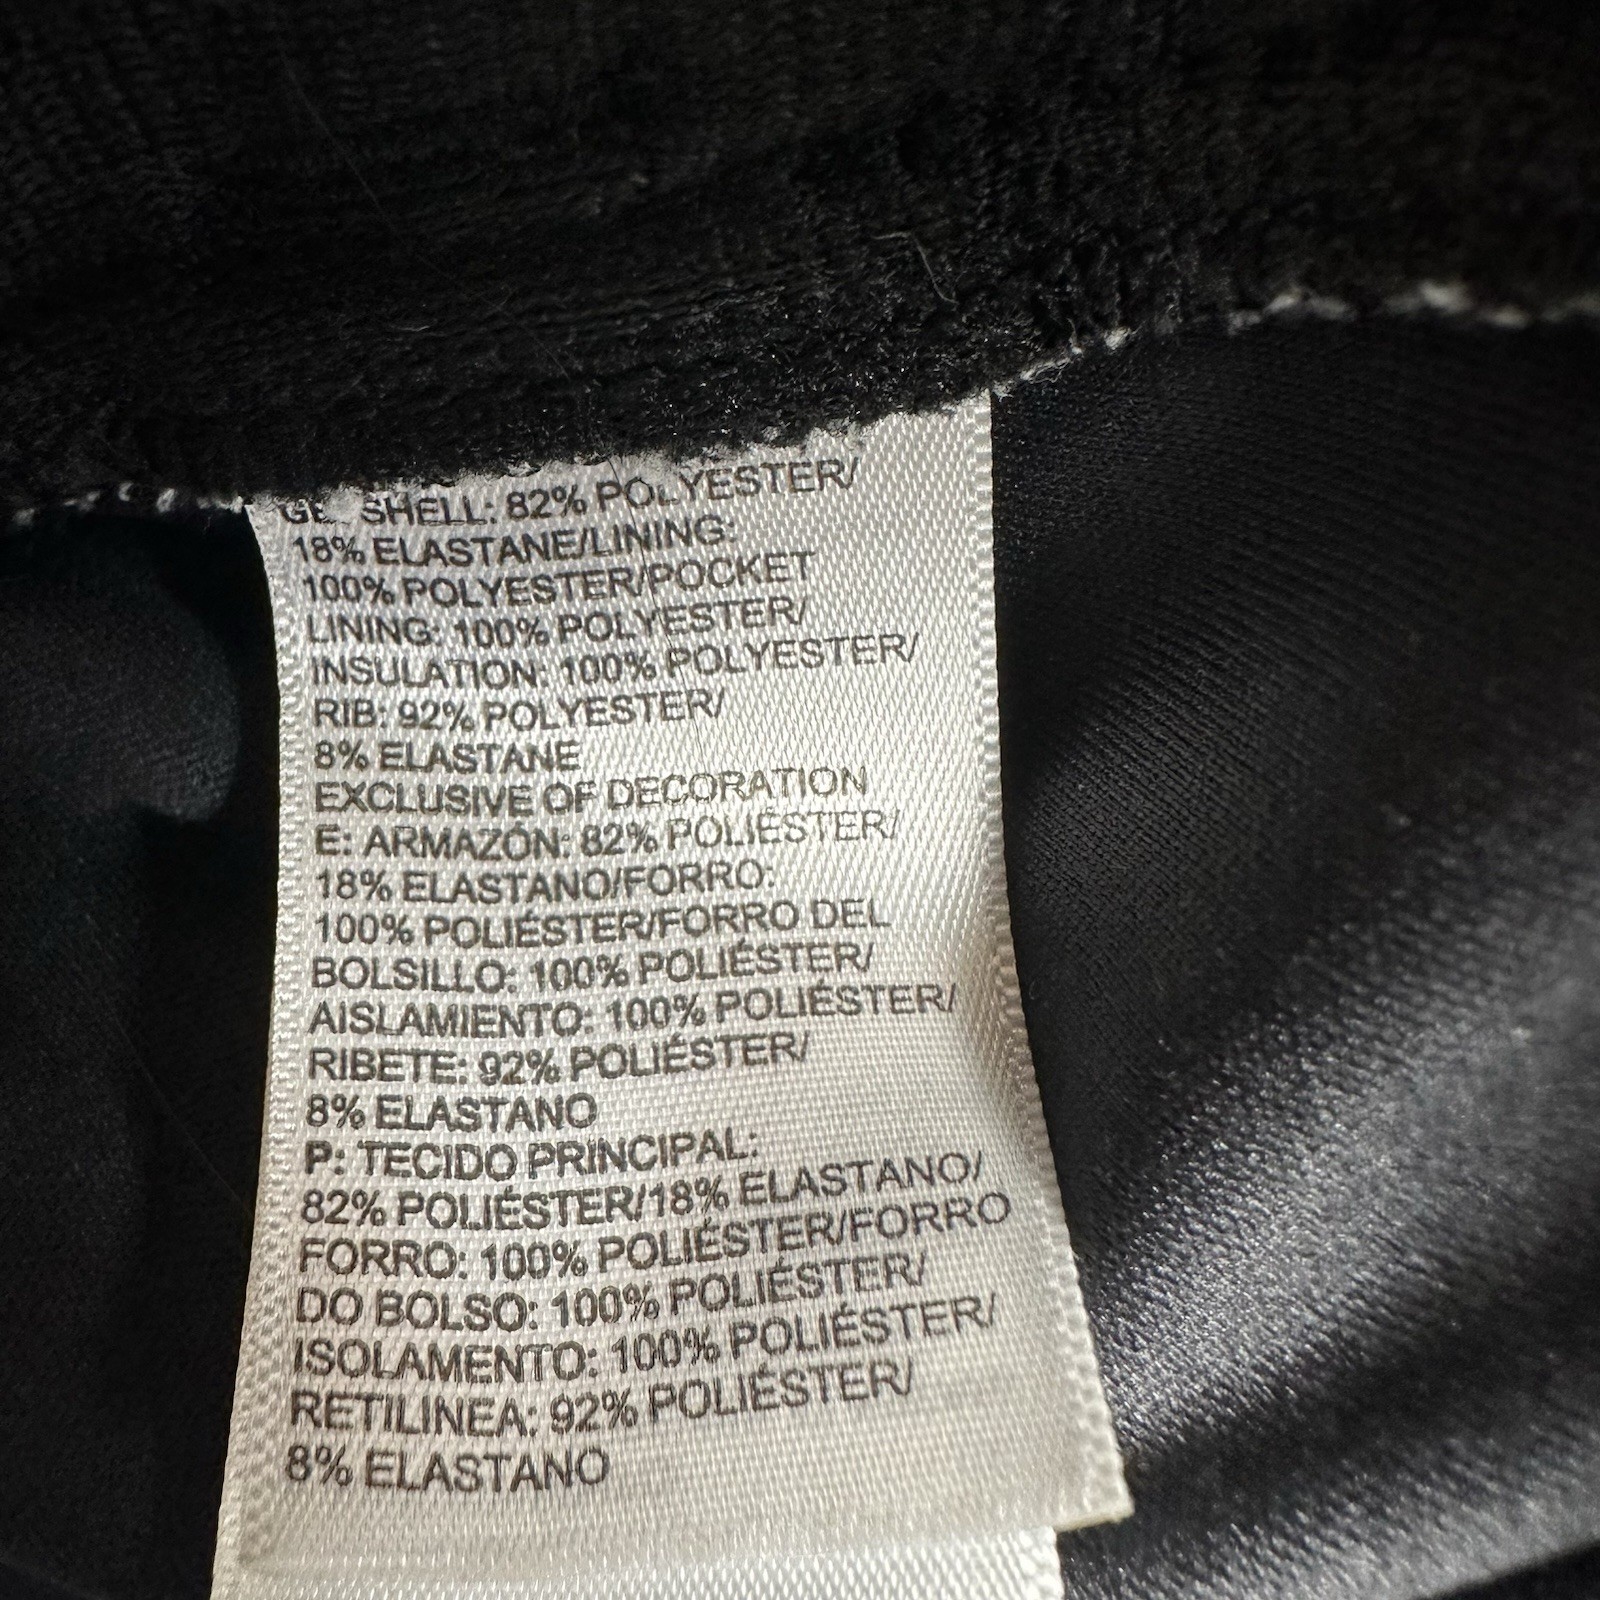 SHELL: 82% POLYESTER/
18% ELASTANE/LINING:
100% POLYESTER/POCKET
LINING: 100% POLYESTER/
INSULATION: 100% POLYESTER/
RIB: 92% POLYESTER/
8% ELASTANE
EXCLUSIVE OF DECORATION
E: ARMAZÓN: 82% POLIÉSTER/
18% ELASTANO/FORRO:
100% POLIÉSTER/FORRO DEL
BOLSILLO: 100% POLIÉSTER/
AISLAMIENTO: 100% POLIÉSTER/
RIBETE: 92% POLIÉSTER/
8% ELASTANO
P: TECIDO PRINCIPAL:
82% POLIÉSTER/18% ELASTANO/
FORRO: 100% POLIÉSTER/FORRO
DO BOLSO: 100% POLIÉSTER/
ISOLAMENTO: 100% POLIÉSTER/
RETILINEA: 92% POLIÉSTER/
8% ELASTANO